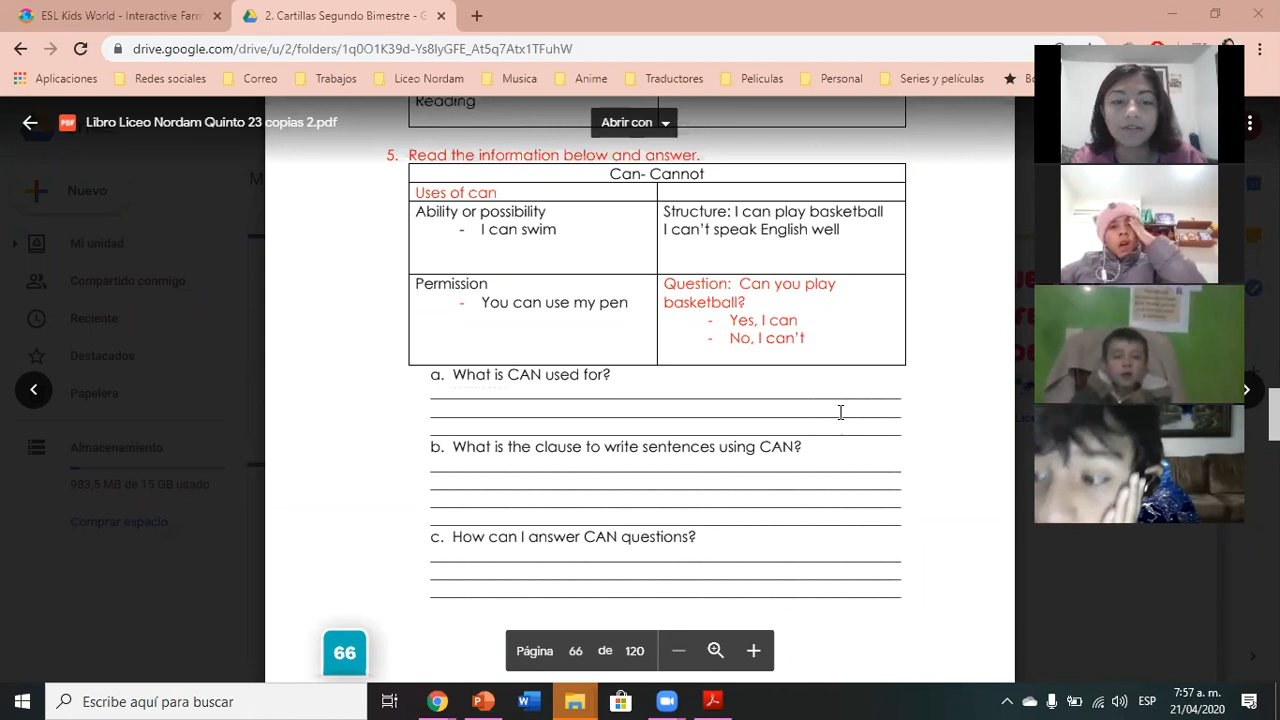 ESL Kids World - Interactive Farm
2. Cartillas Segundo Bimestre - G
drive.google.com/drive/u/2/folders/1q0O1K39d-Ys8lyGFE_At5q7Atx1TFuhW
Aplicaciones
Redes sociales
Correo
Trabajos
Liceo Nordam
Musica
Anime
Traductores
Peliculas
Personal
Series y películas
Reading
Libro Liceo Nordam Quinto 23 copias 2.pdf
Abrir con
Nuevo
Mi unidad
Compartido conmigo
Reciente
Destacados
Papelera
Almacenamiento
983,5 MB de 15 GB usado
Comprar espacio
5. Read the information below and answer.
Can- Cannot
Uses of can
Ability or possibility
- I can swim
Structure: I can play basketball
I can't speak English well
Permission
- You can use my pen
Question: Can you play
basketball?
- Yes, I can
- No, I can't
a. What is CAN used for?
b. What is the clause to write sentences using CAN?
c. How can I answer CAN questions?
66
Página 66 de 120
Escribe aquí para buscar
ESP
7:57 a. m.
21/04/2020